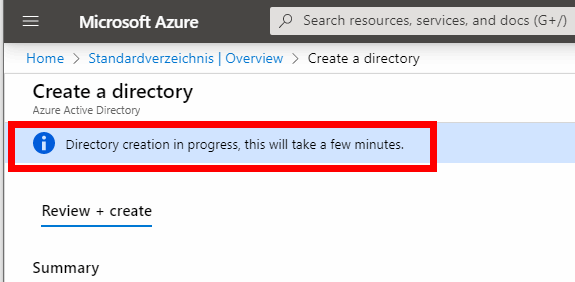 Microsoft Azure
Search resources, services, and docs (G+/)
Home > Standardverzeichnis | Overview > Create a directory
Create a directory
Azure Active Directory
Directory creation in progress, this will take a few minutes.
Review + create
Summary